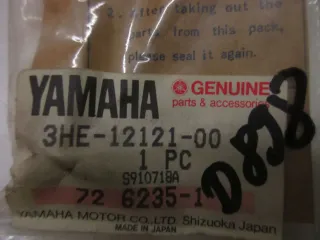 2. After taking out the
parts from this pack,
please seal it again.
YAMAHA GENUINE
parts & accessories
3HE-12121-00
1 PC
S910718A
72 6235-1
D898
YAMAHA MOTOR CO.,LTD. Shizuoka Japan
MADE IN JAPAN